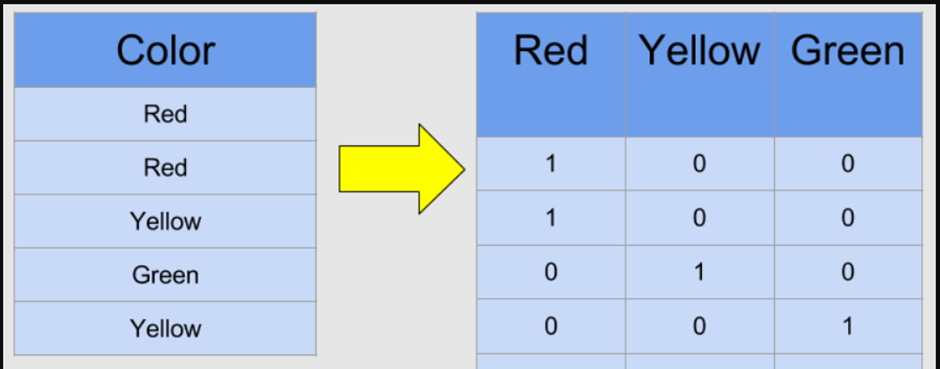 Color
Red
Red
Yellow
Green
Yellow
Red Yellow Green
1 0 0
1 0 0
0 1 0
0 0 1